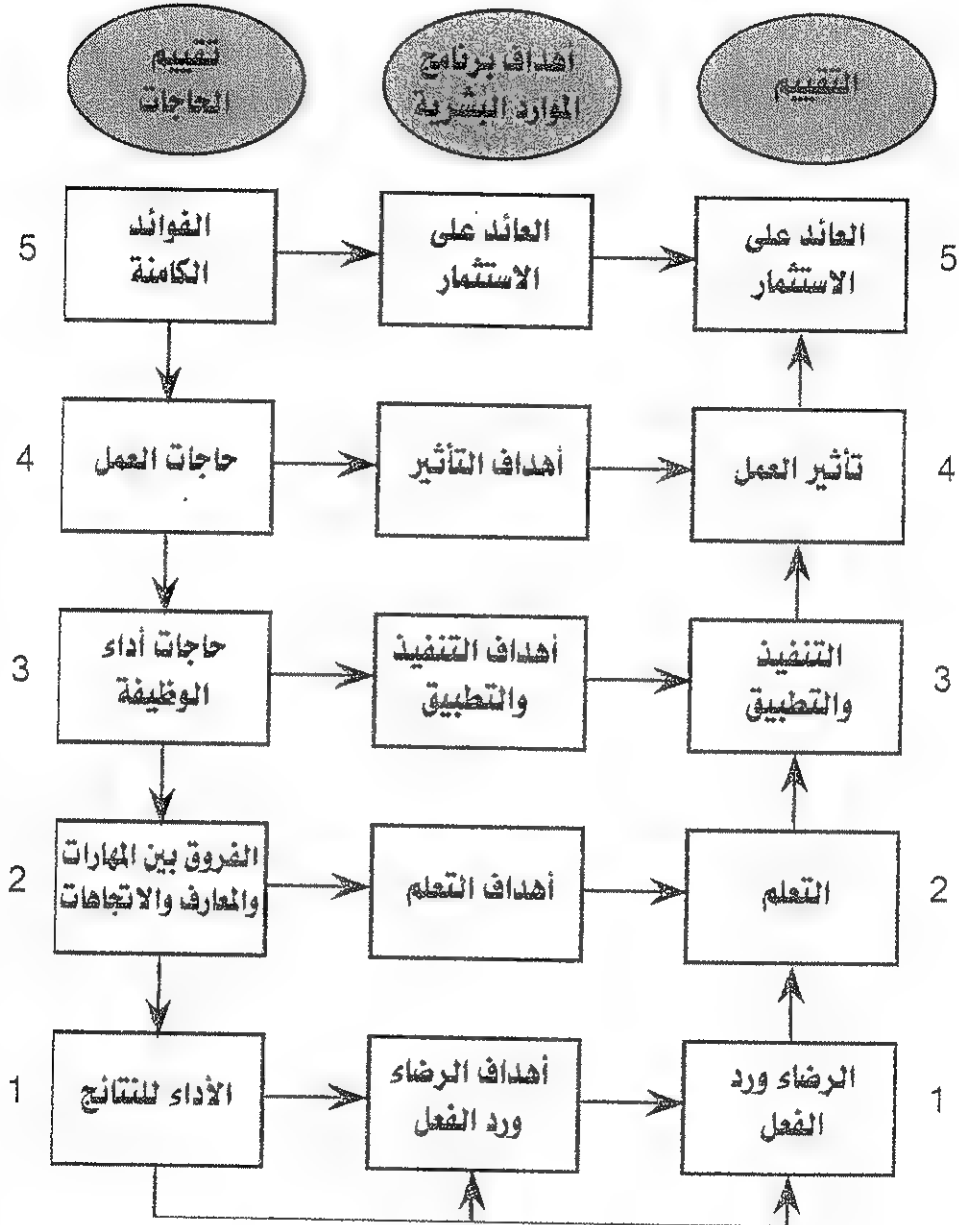 تقييم
الحاجات
أهداف برنامج
الموارد البشرية
التقييم
5
الفوائد
الكامنة
العائد على
الاستثمار
العائد على
الاستثمار
5
4
حاجات العمل
أهداف التأثير
تأثير العمل
4
3
حاجات أداء
الوظيفة
أهداف التنفيذ
والتطبيق
التنفيذ
والتطبيق
3
2
الفروق بين المهارات
والمعارف والاتجاهات
أهداف التعلم
التعلم
2
1
الأداء للنتائج
أهداف الرضاء
ورد الفعل
الرضاء ورد
الفعل
1